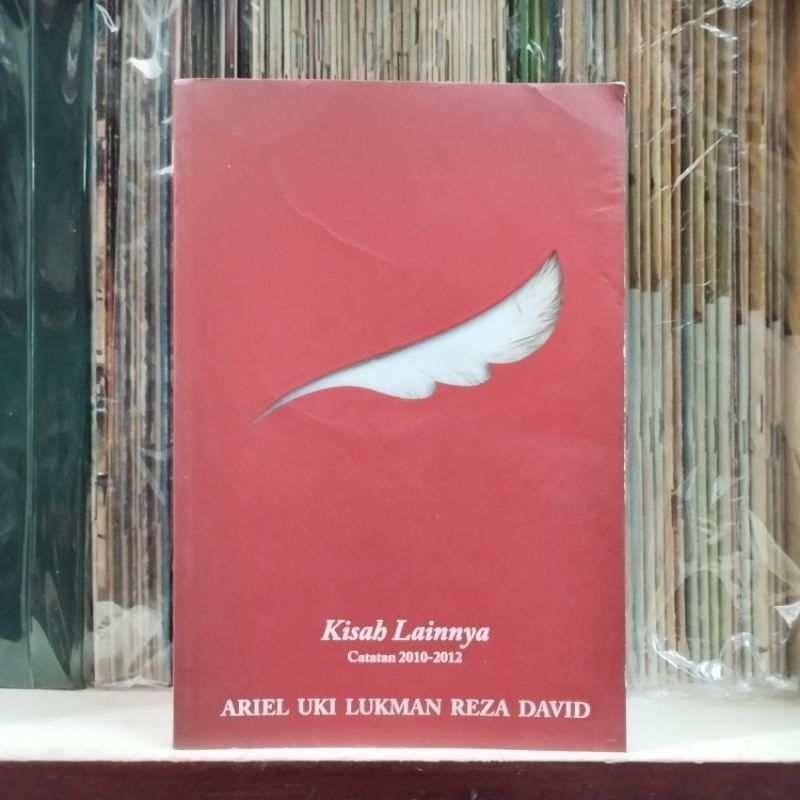 Kisah Lainnya
Catatan 2010-2012
ARIEL UKI LUKMAN REZA DAVID